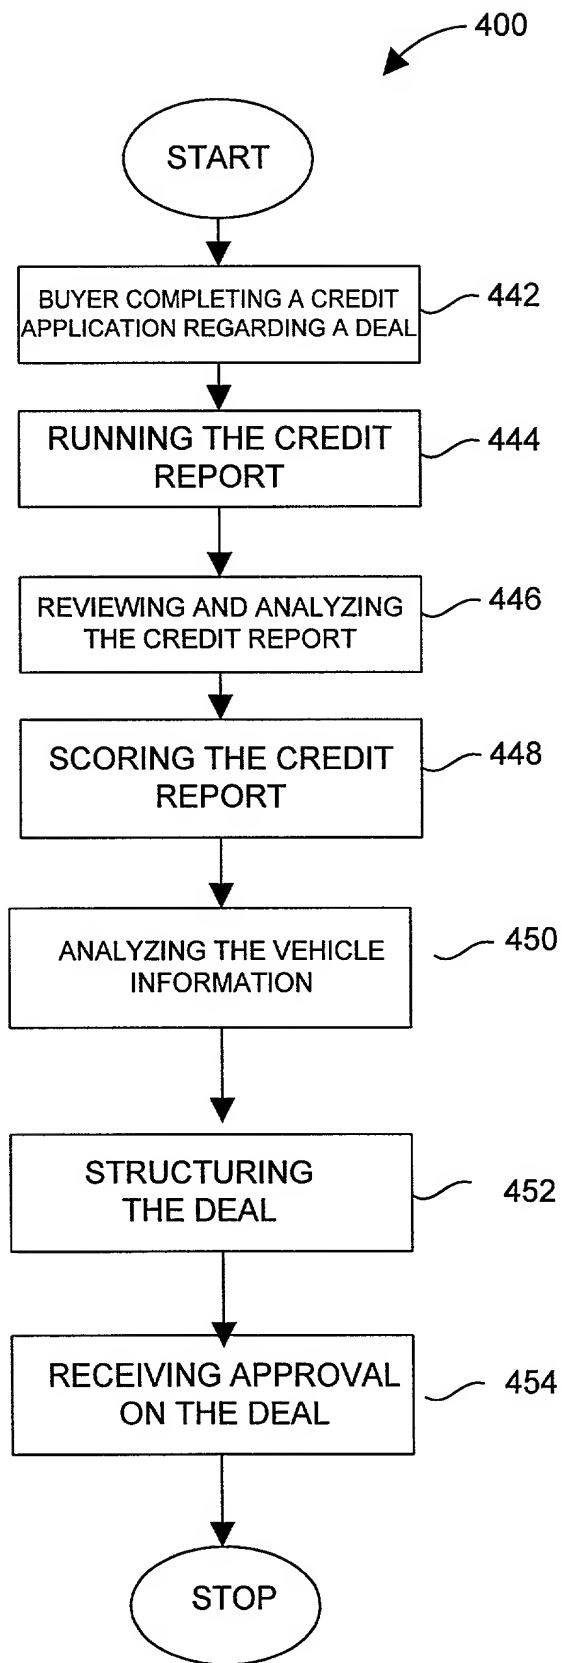 400
START
BUYER COMPLETING A CREDIT
APPLICATION REGARDING A DEAL
442
RUNNING THE CREDIT
REPORT
444
REVIEWING AND ANALYZING
THE CREDIT REPORT
446
SCORING THE CREDIT
REPORT
448
ANALYZING THE VEHICLE
INFORMATION
450
STRUCTURING
THE DEAL
452
RECEIVING APPROVAL
ON THE DEAL
454
STOP